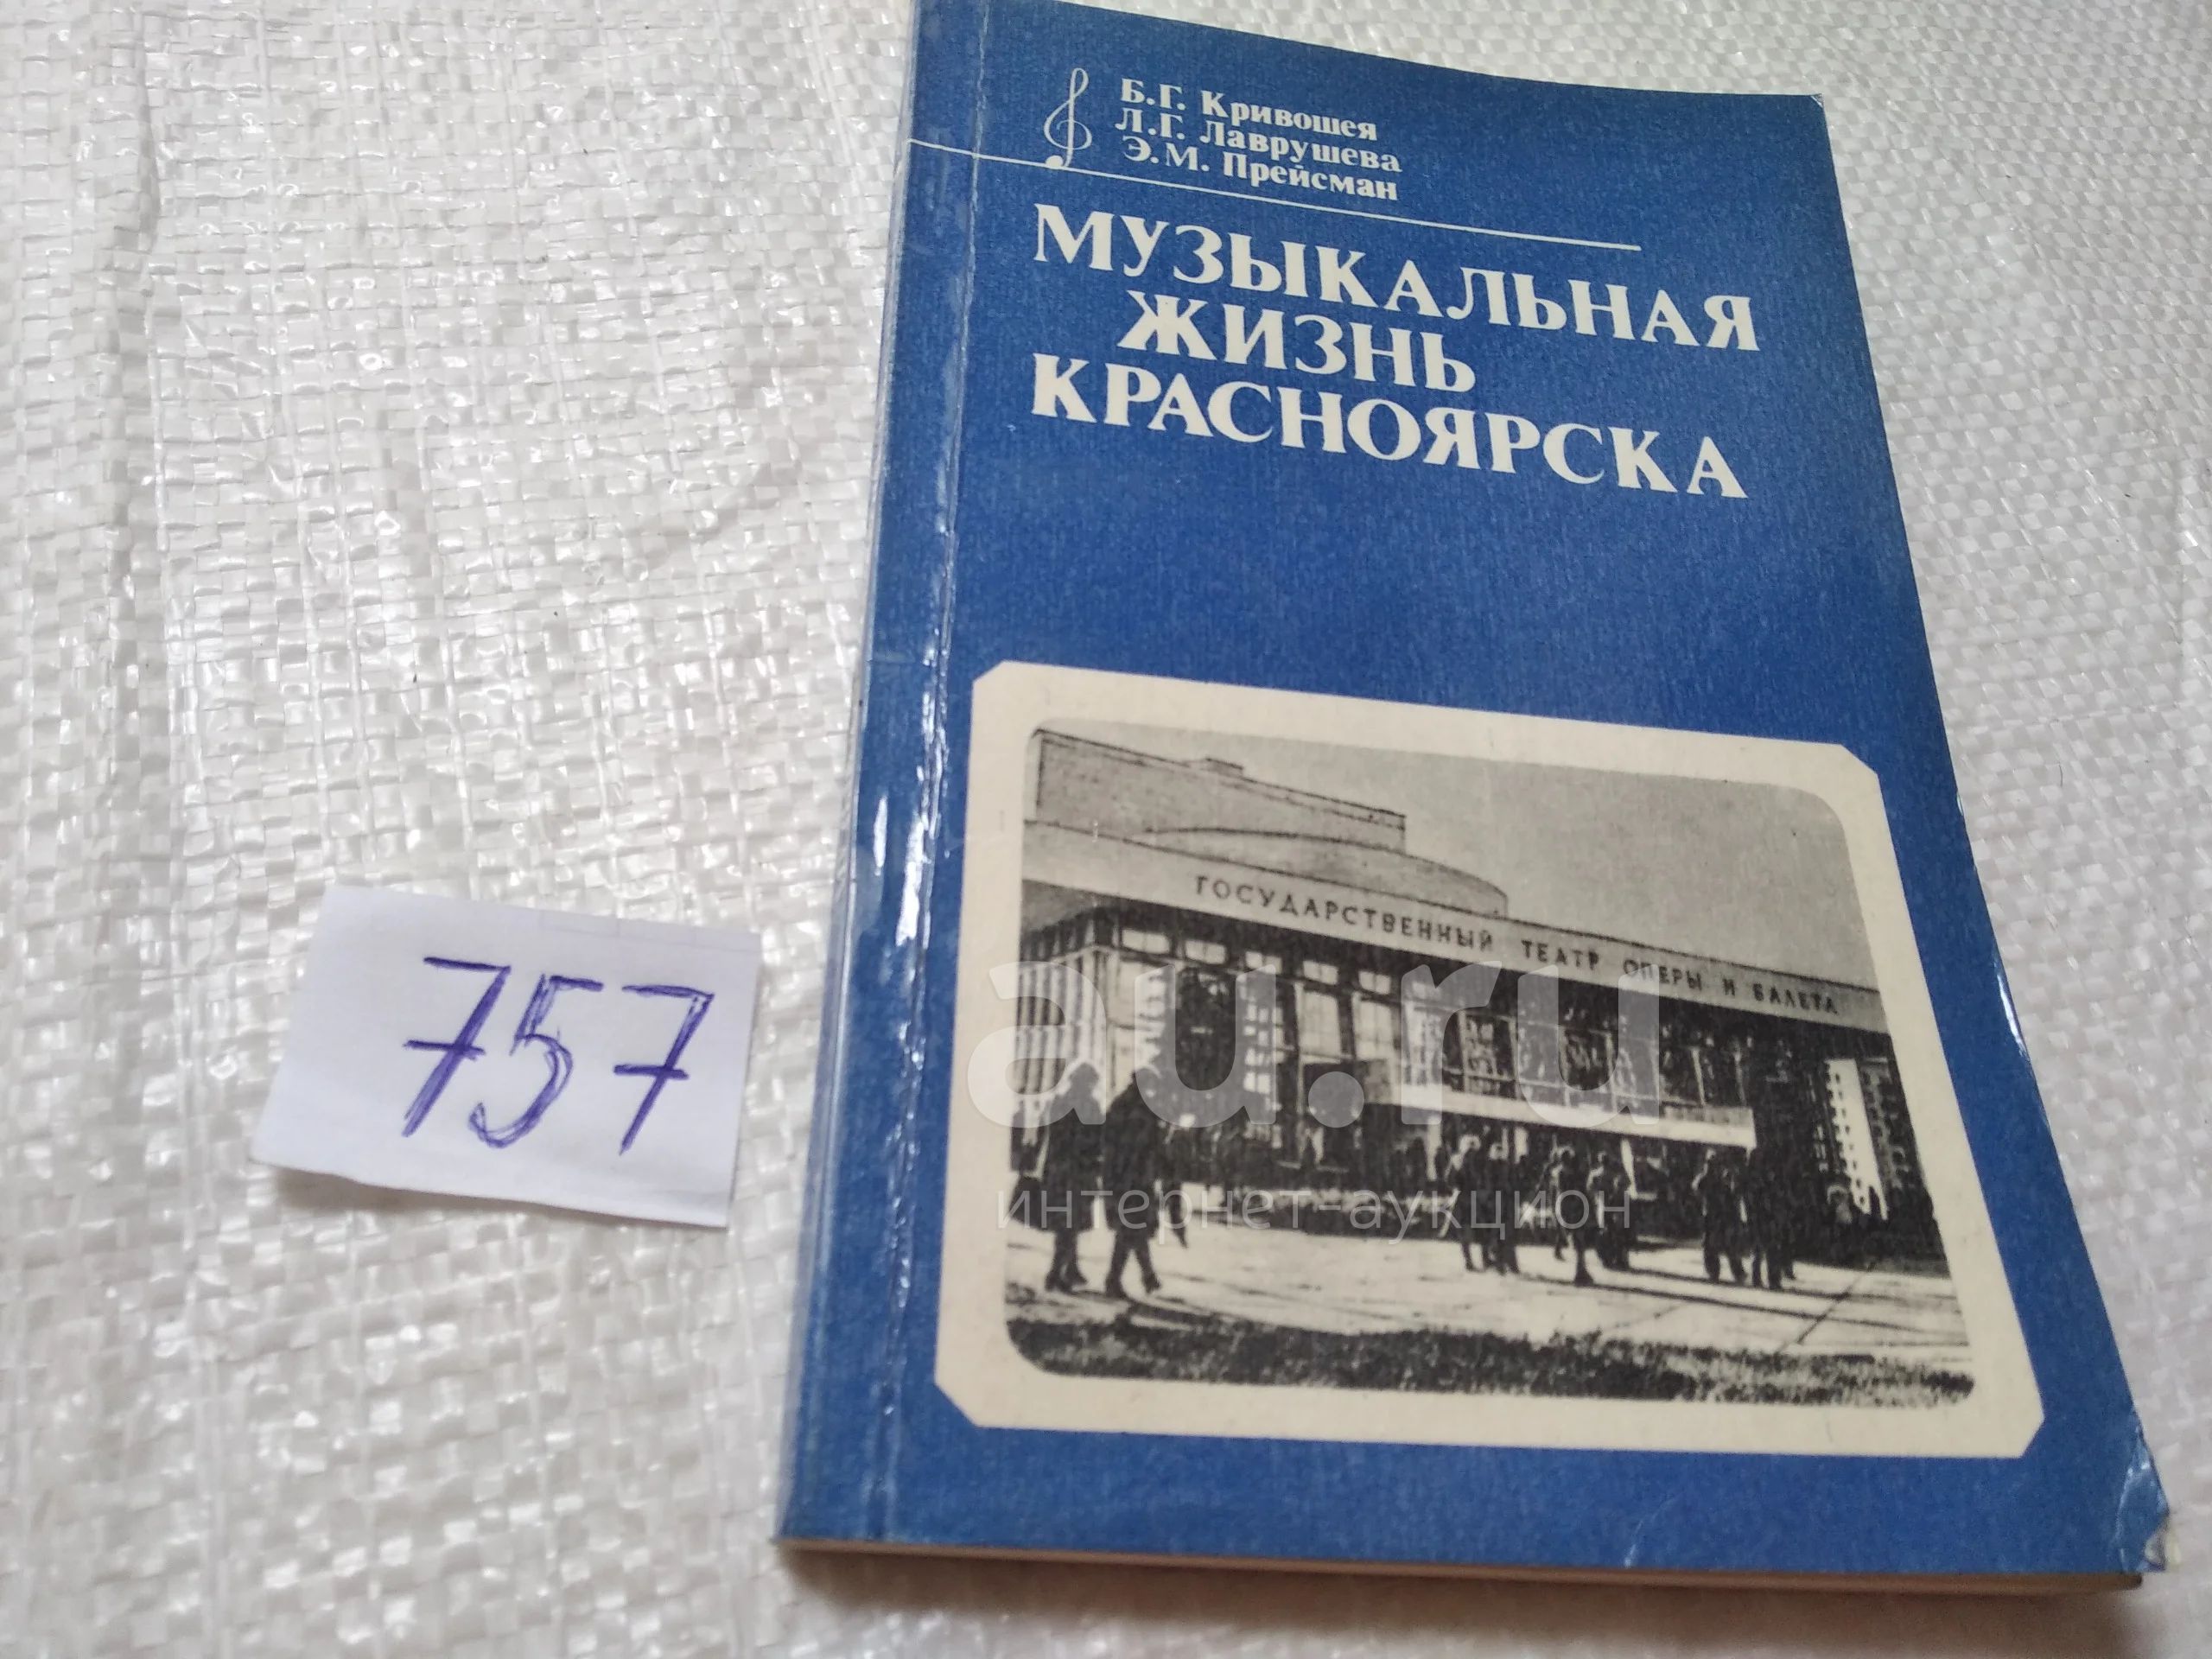 Б.Г. Кривошея
Л.Г. Лаврушева
Э.М. Прейсман
МУЗЫКАЛЬНАЯ
ЖИЗНЬ
КРАСНОЯРСКА
ГОСУДАРСТВЕННЫЙ ТЕАТР ОПЕРЫ И БАЛЕТА
757
au.ru
интернет-аукцион